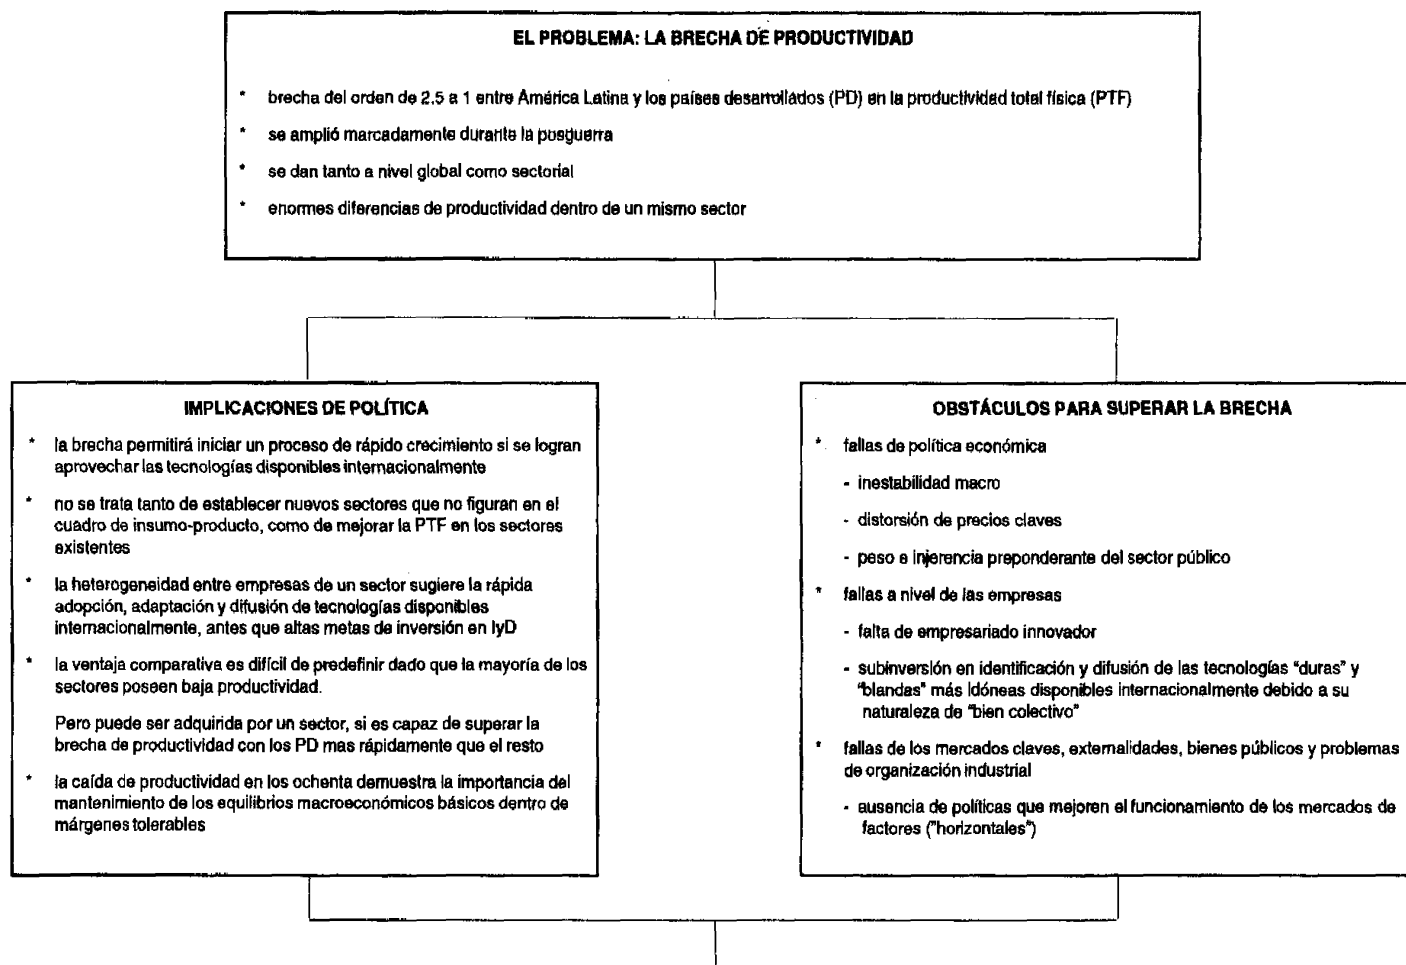 EL PROBLEMA: LA BRECHA DE PRODUCTIVIDAD
* brecha del orden de 2.5 a 1 entre América Latina y los países desarrollados (PD) en la productividad total física (PTF)
* se amplió marcadamente durante la posguerra
* se dan tanto a nivel global como sectorial
* enormes diferencias de productividad dentro de un mismo sector
IMPLICACIONES DE POLÍTICA
* la brecha permitirá iniciar un proceso de rápido crecimiento si se logran
aprovechar las tecnologías disponibles internacionalmente
* no se trata tanto de establecer nuevos sectores que no figuran en el
cuadro de insumo-producto, como de mejorar la PTF en los sectores
existentes
* la heterogeneidad entre empresas de un sector sugiere la rápida
adopción, adaptación y difusión de tecnologías disponibles
internacionalmente, antes que altas metas de inversión en IyD
* la ventaja comparativa es difícil de predefinir dado que la mayoría de los
sectores poseen baja productividad.
Pero puede ser adquirida por un sector, si es capaz de superar la
brecha de productividad con los PD mas rápidamente que el resto
* la caída de productividad en los ochenta demuestra la importancia del
mantenimiento de los equilibrios macroeconómicos básicos dentro de
márgenes tolerables
OBSTÁCULOS PARA SUPERAR LA BRECHA
* fallas de política económica
- inestabilidad macro
- distorsión de precios claves
- peso e injerencia preponderante del sector público
* fallas a nivel de las empresas
- falta de empresariado innovador
- subinversión en identificación y difusión de las tecnologías "duras" y
"blandas" más idóneas disponibles internacionalmente debido a su
naturaleza de "bien colectivo"
* fallas de los mercados claves, externalidades, bienes públicos y problemas
de organización industrial
- ausencia de políticas que mejoren el funcionamiento de los mercados de
factores ("horizontales")